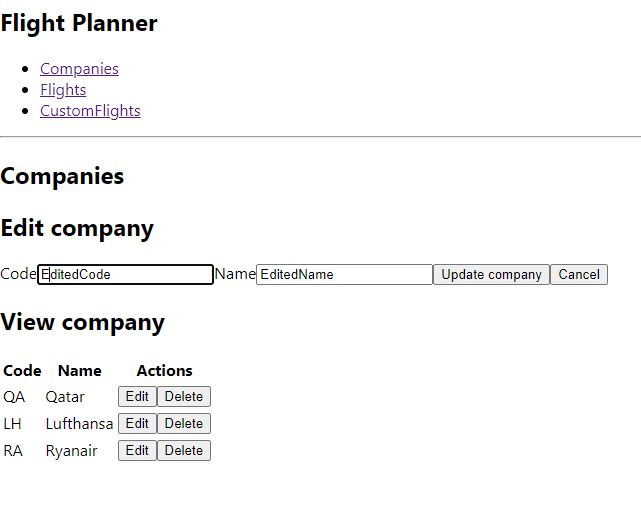 Flight Planner
Companies
Flights
CustomFlights
Companies
Edit company
Code EditedCode Name EditedName Update company Cancel
View company
Code Name Actions
QA Qatar Edit Delete
LH Lufthansa Edit Delete
RA Ryanair Edit Delete